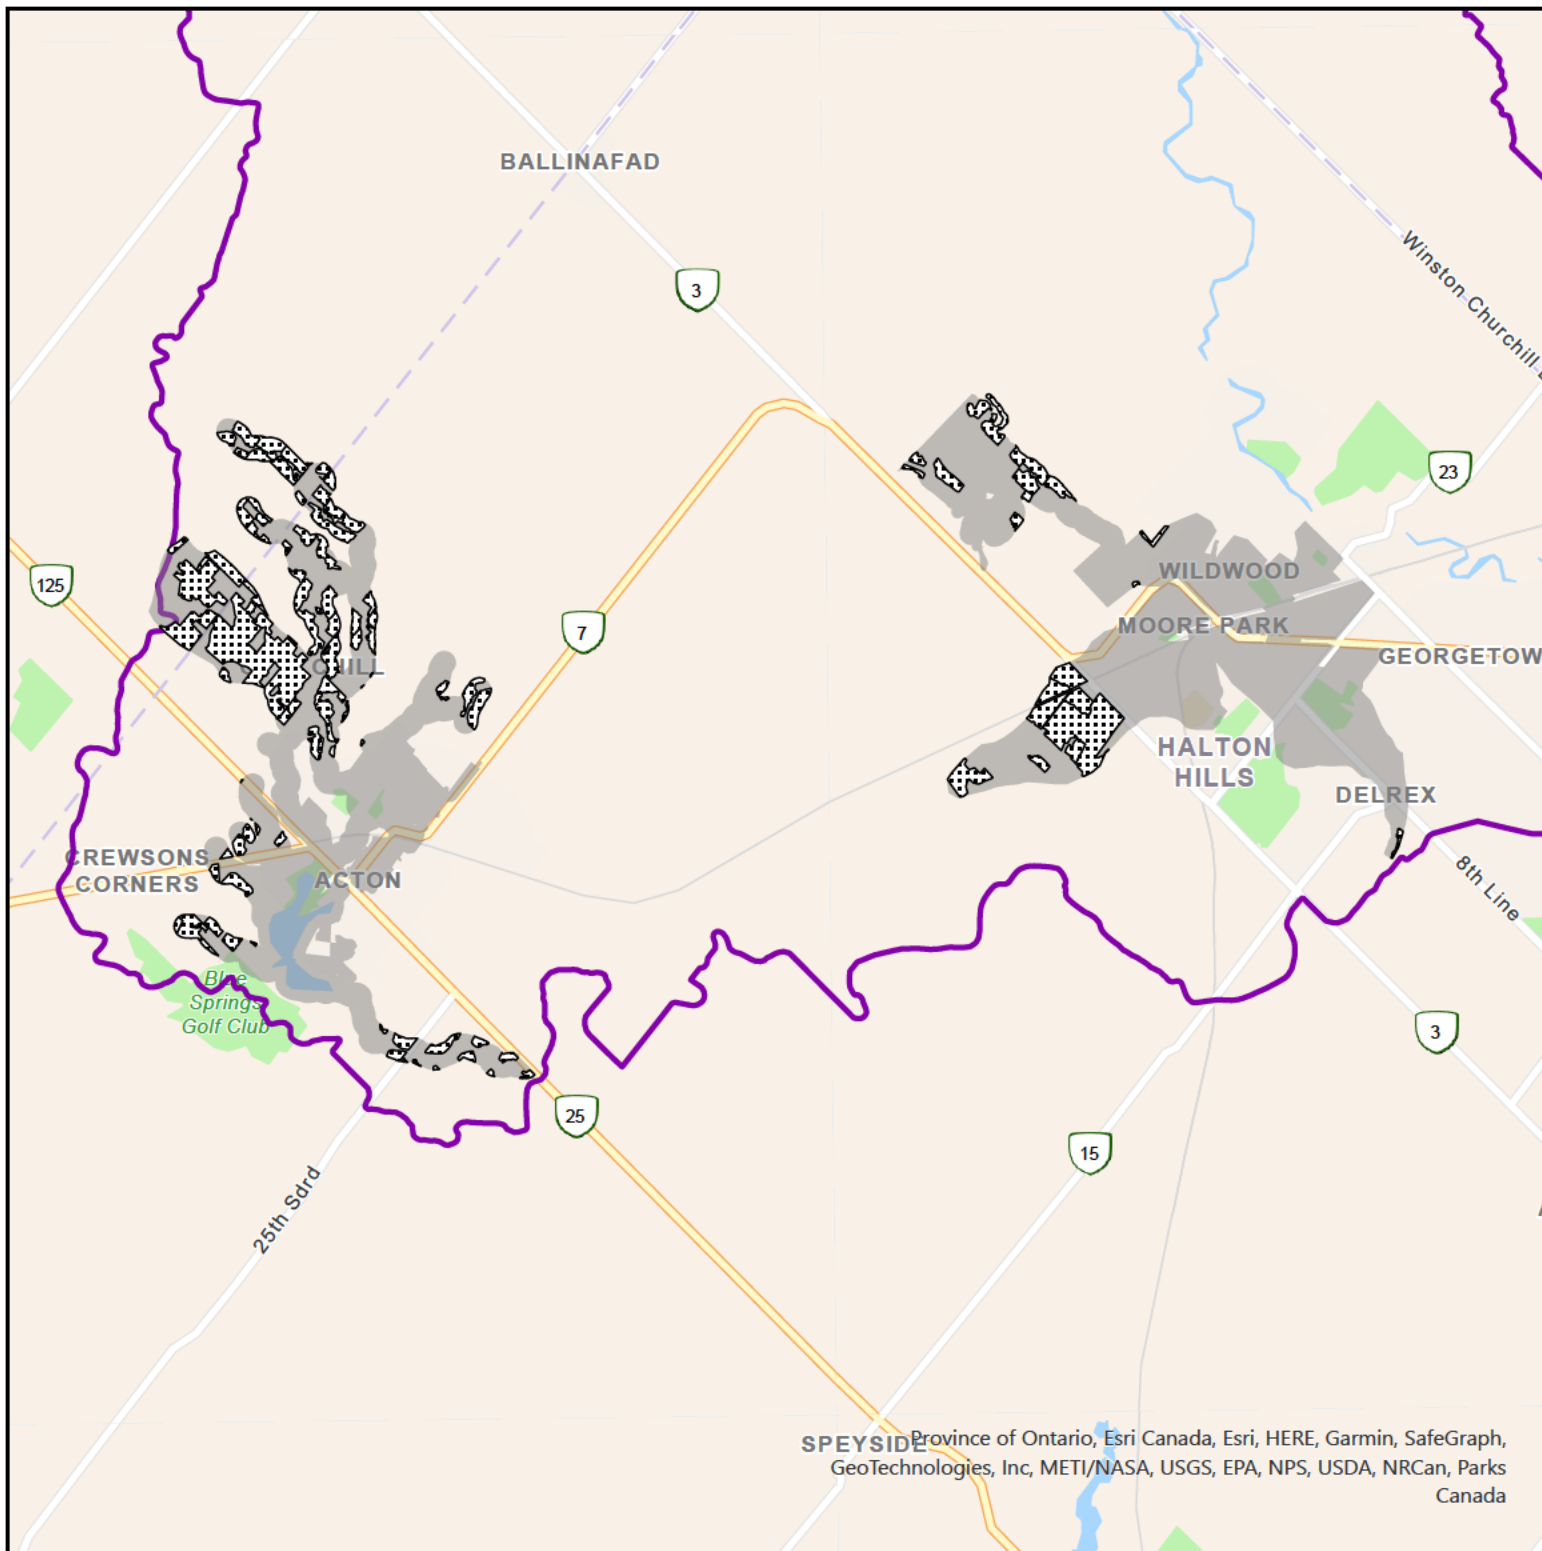 BALLINAFAD
3
Winston Churchill
23
125
WILDWOOD
7
MOORE PARK
GEORGETOW
HALTON
HILLS
DELREX
CREWSONS
CORNERS
ACTON
8th Line
Blue
Springs
Golf Club
3
25
15
25th Sdrd
SPEYSIDE
Province of Ontario, Esri Canada, Esri, HERE, Garmin, SafeGraph,
GeoTechnologies, Inc, METI/NASA, USGS, EPA, NPS, USDA, NRCan, Parks
Canada